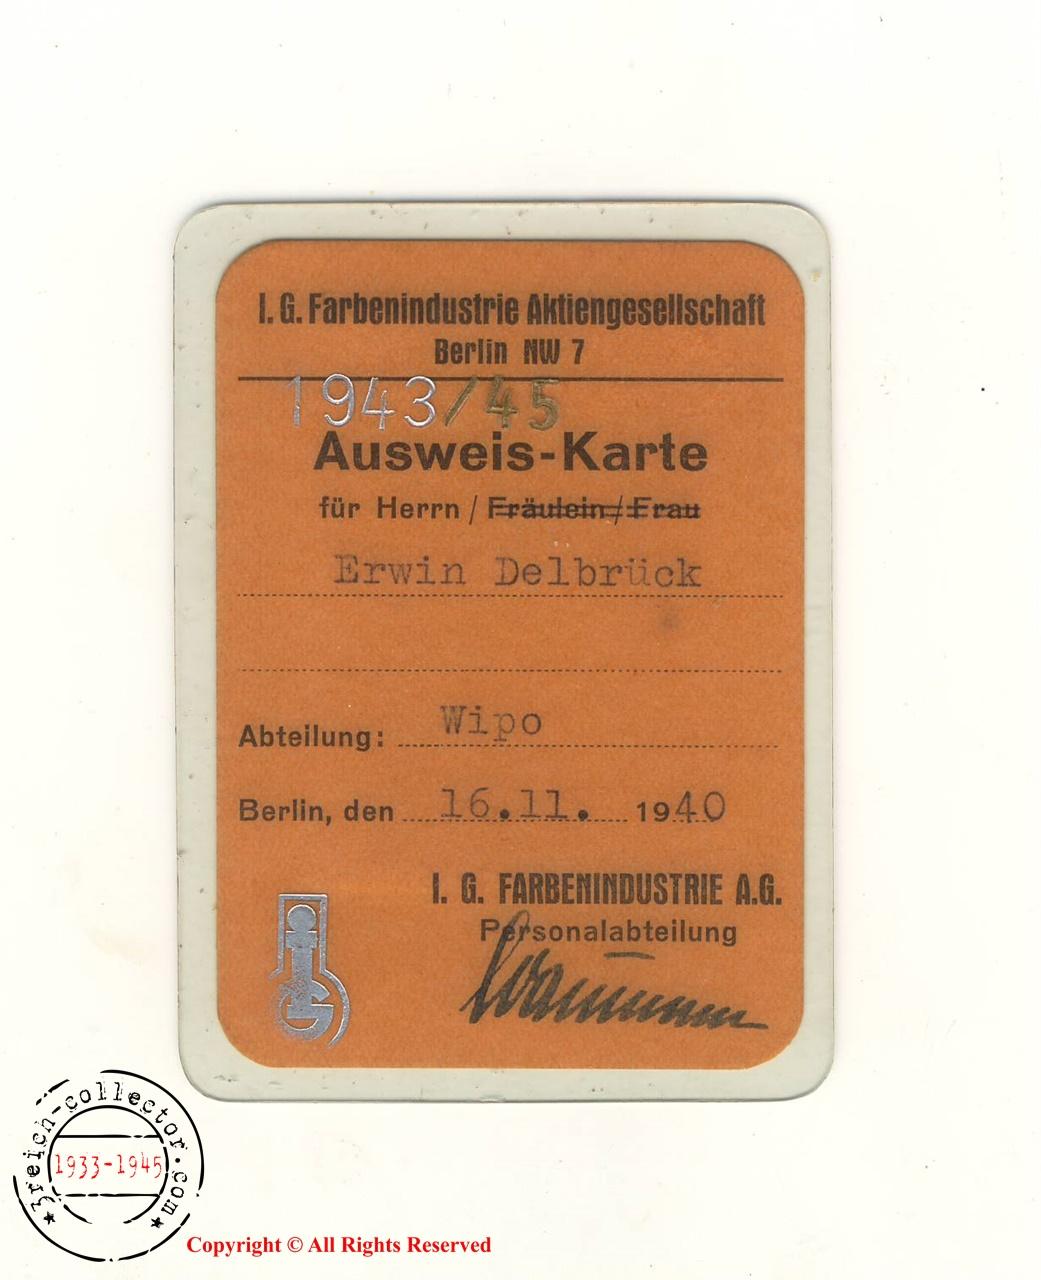 I. G. Farbenindustrie Aktiengesellschaft
Berlin NW 7
1943/45
Ausweis-Karte
für Herrn / Fräulein / Frau
Erwin Delbrück
Abteilung: Wipo
Berlin, den 16.11. 1940
I. G. FARBENINDUSTRIE A.G.
Personalabteilung
IG
3reich-collector.com
1933-1945
Copyright © All Rights Reserved